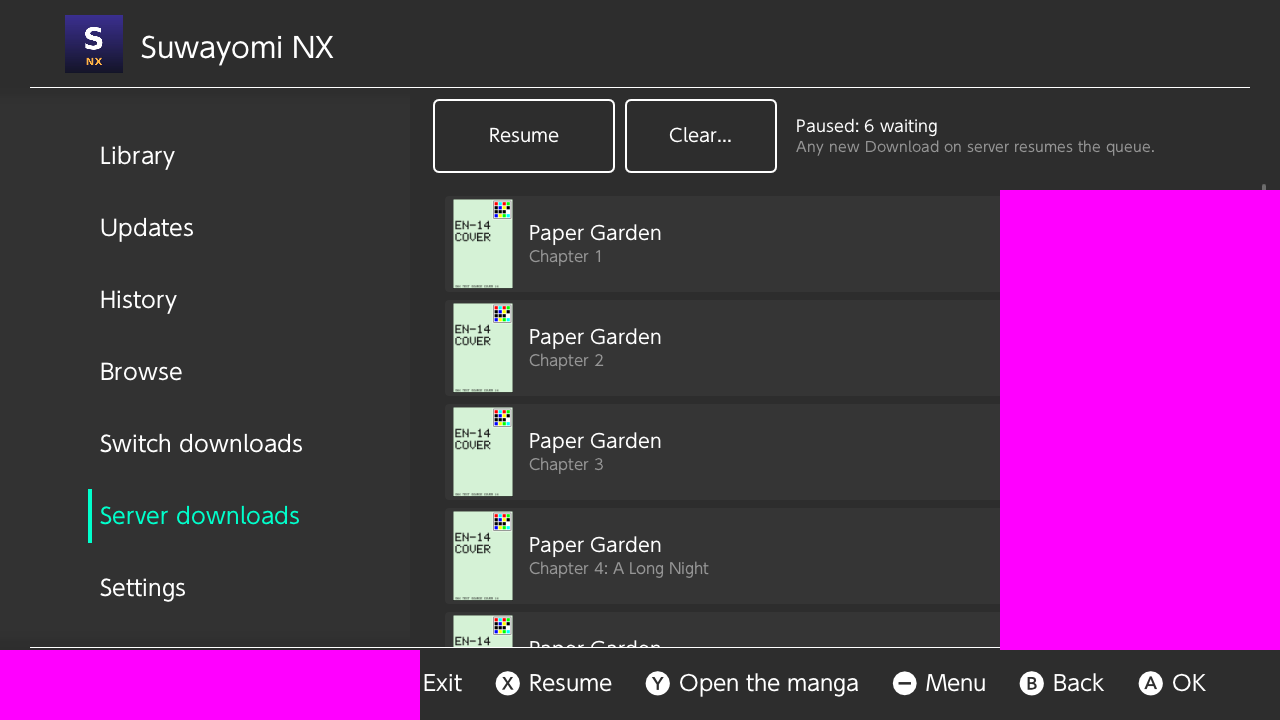 S
NX
Suwayomi NX
Library
Updates
History
Browse
Switch downloads
Server downloads
Settings
Resume
Clear...
Paused: 6 waiting
Any new Download on server resumes the queue.
EN-14
COVER
Paper Garden
Chapter 1
EN-14
COVER
Paper Garden
Chapter 2
EN-14
COVER
Paper Garden
Chapter 3
EN-14
COVER
Paper Garden
Chapter 4: A Long Night
EN-14
Paper Garden
Exit
X Resume
Y Open the manga
Menu
B Back
A OK